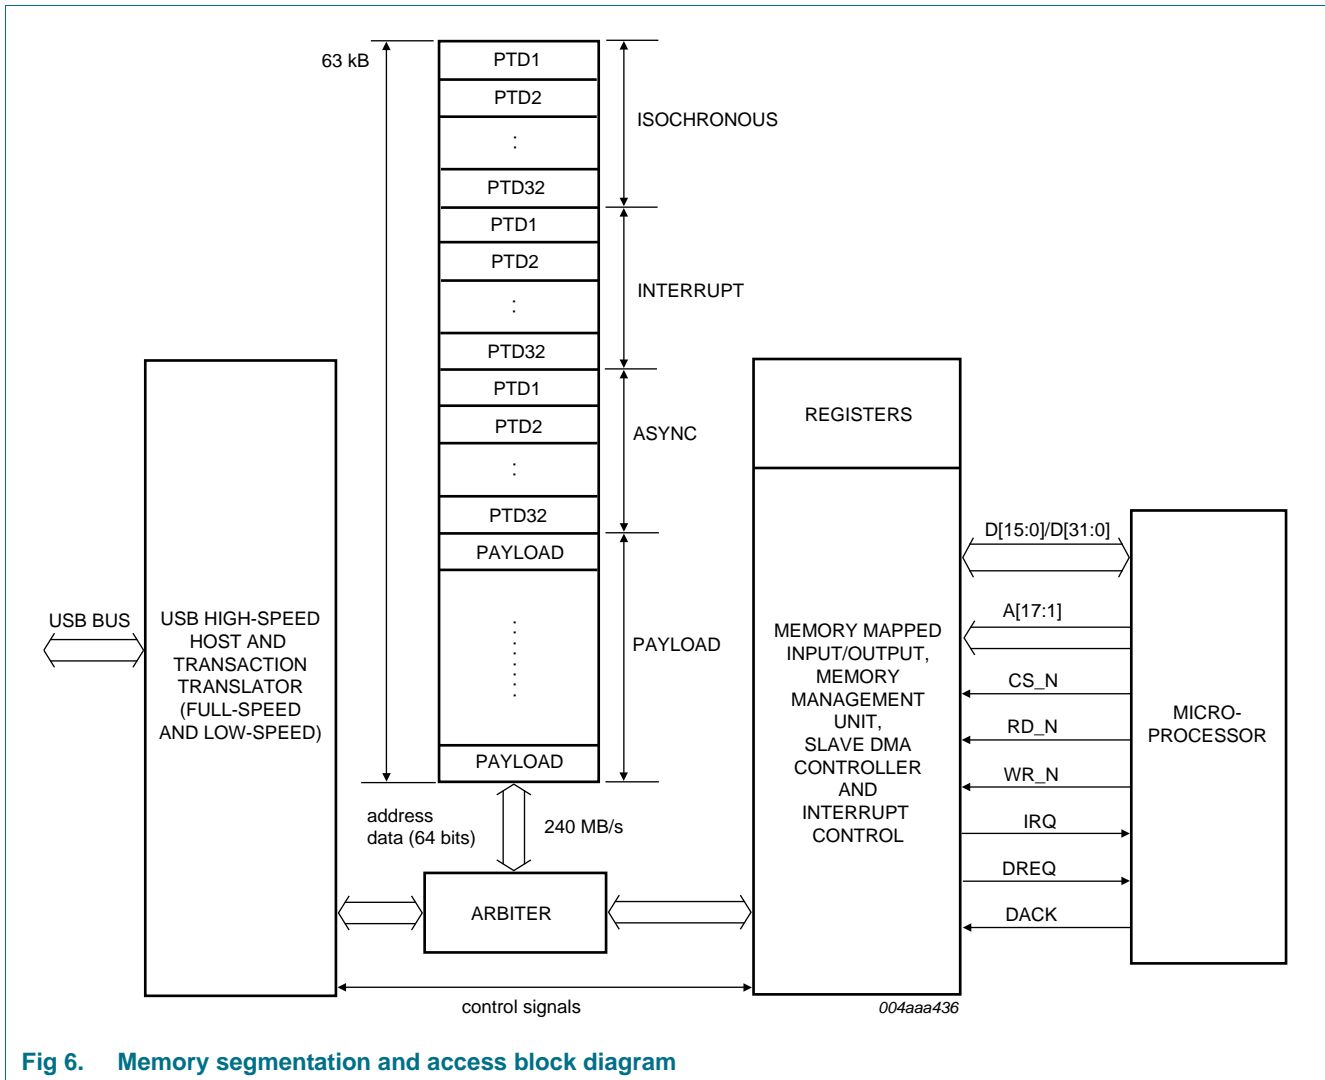 63 kB
PTD1
PTD2
:
PTD32
ISOCHRONOUS
PTD1
PTD2
:
PTD32
INTERRUPT
PTD1
PTD2
:
PTD32
ASYNC
PAYLOAD
PAYLOAD
PAYLOAD
USB BUS
USB HIGH-SPEED
HOST AND
TRANSACTION
TRANSLATOR
(FULL-SPEED
AND LOW-SPEED)
address
data (64 bits)
240 MB/s
ARBITER
control signals
REGISTERS
MEMORY MAPPED
INPUT/OUTPUT,
MEMORY
MANAGEMENT
UNIT,
SLAVE DMA
CONTROLLER
AND
INTERRUPT
CONTROL
D[15:0]/D[31:0]
A[17:1]
CS_N
RD_N
WR_N
IRQ
DREQ
DACK
MICRO-
PROCESSOR
004aaa436
Fig 6. Memory segmentation and access block diagram